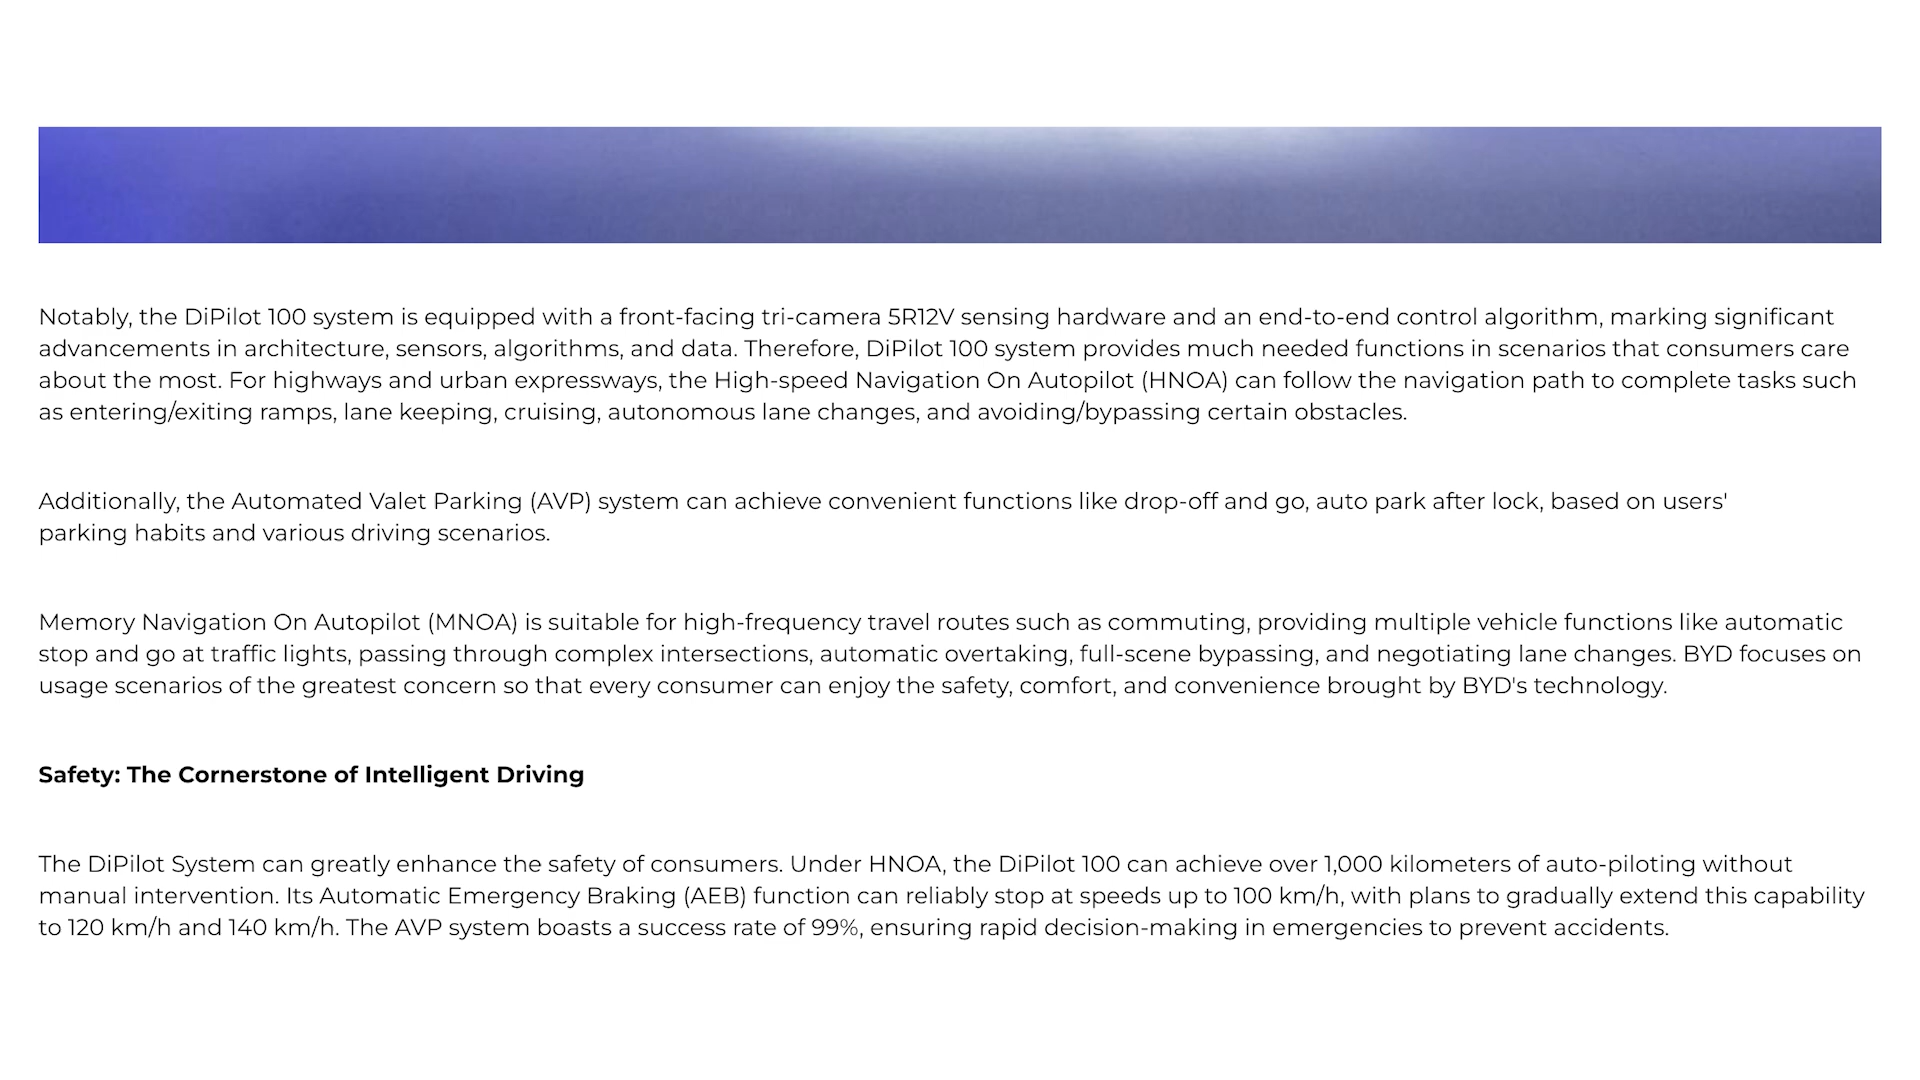 Notably, the DiPilot 100 system is equipped with a front-facing tri-camera 5R12V sensing hardware and an end-to-end control algorithm, marking significant
advancements in architecture, sensors, algorithms, and data. Therefore, DiPilot 100 system provides much needed functions in scenarios that consumers care
about the most. For highways and urban expressways, the High-speed Navigation On Autopilot (HNOA) can follow the navigation path to complete tasks such
as entering/exiting ramps, lane keeping, cruising, autonomous lane changes, and avoiding/bypassing certain obstacles.
Additionally, the Automated Valet Parking (AVP) system can achieve convenient functions like drop-off and go, auto park after lock, based on users'
parking habits and various driving scenarios.
Memory Navigation On Autopilot (MNOA) is suitable for high-frequency travel routes such as commuting, providing multiple vehicle functions like automatic
stop and go at traffic lights, passing through complex intersections, automatic overtaking, full-scene bypassing, and negotiating lane changes. BYD focuses on
usage scenarios of the greatest concern so that every consumer can enjoy the safety, comfort, and convenience brought by BYD's technology.
Safety: The Cornerstone of Intelligent Driving
The DiPilot System can greatly enhance the safety of consumers. Under HNOA, the DiPilot 100 can achieve over 1,000 kilometers of auto-piloting without
manual intervention. Its Automatic Emergency Braking (AEB) function can reliably stop at speeds up to 100 km/h, with plans to gradually extend this capability
to 120 km/h and 140 km/h. The AVP system boasts a success rate of 99%, ensuring rapid decision-making in emergencies to prevent accidents.